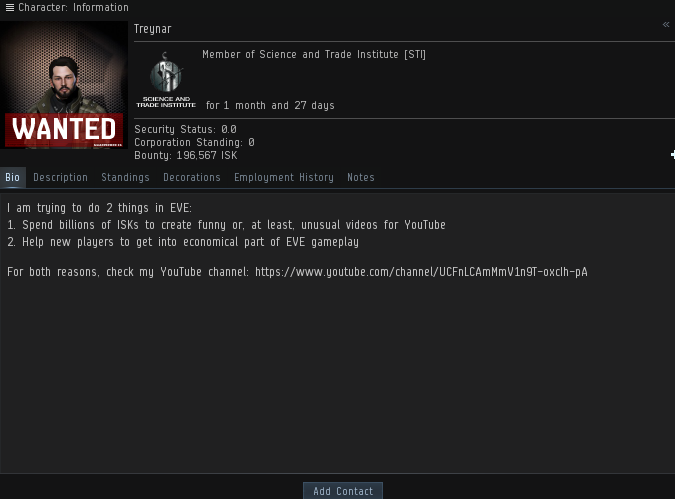 Character: Information
Treynar
Member of Science and Trade Institute [STI]
SCIENCE AND
TRADE INSTITUTE
for 1 month and 27 days
WANTED
Security Status: 0.0
Corporation Standing: 0
Bounty: 196,567 ISK
Bio Description Standings Decorations Employment History Notes
I am trying to do 2 things in EVE:
1. Spend billions of ISKs to create funny or, at least, unusual videos for YouTube
2. Help new players to get into economical part of EVE gameplay
For both reasons, check my YouTube channel: https://www.youtube.com/channel/UCFnLCAmMmV1n9T-oxcIh-pA
Add Contact